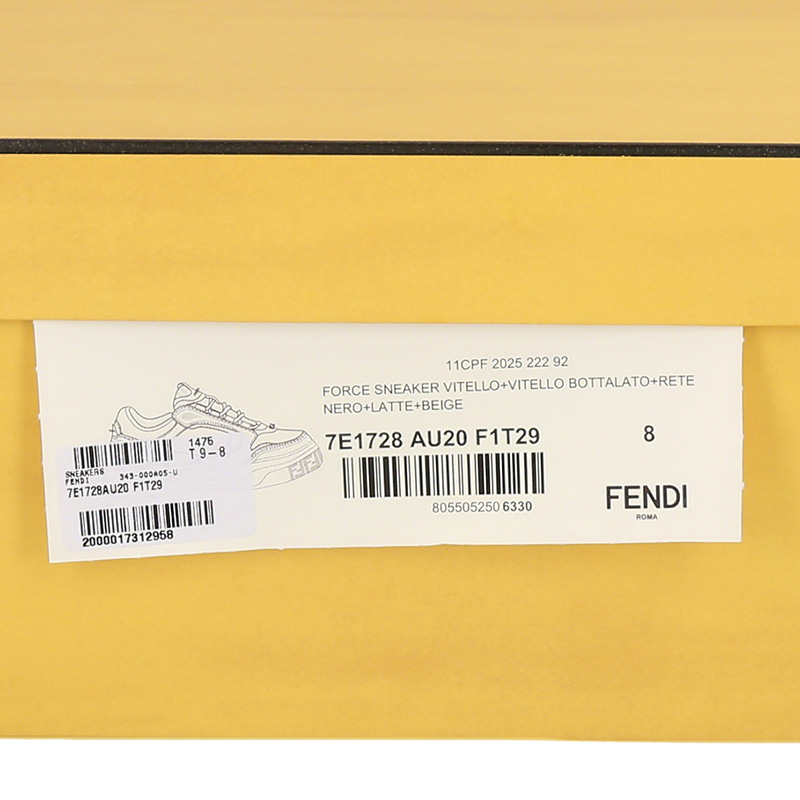 11CPF 2025 222 92
FORCE SNEAKER VITELLO+VITELLO BOTTALATO+RETE
NERO+LATTE+BEIGE
7E1728 AU20 F1T29
8
805505250 6330
FENDI
ROMA
1476
T 9-8
SNEAKERS
FENDI 343-000A05-U
7E1728AU20 F1T29
2000017312958